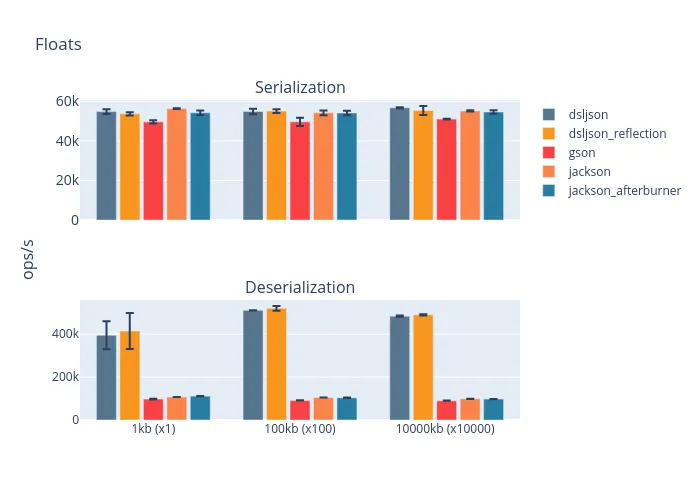 Floats
Serialization
60k
40k
20k
0
dsljson
dsljson_reflection
gson
jackson
jackson_afterburner
ops/s
Deserialization
400k
200k
0
1kb (x1)
100kb (x100)
10000kb (x10000)